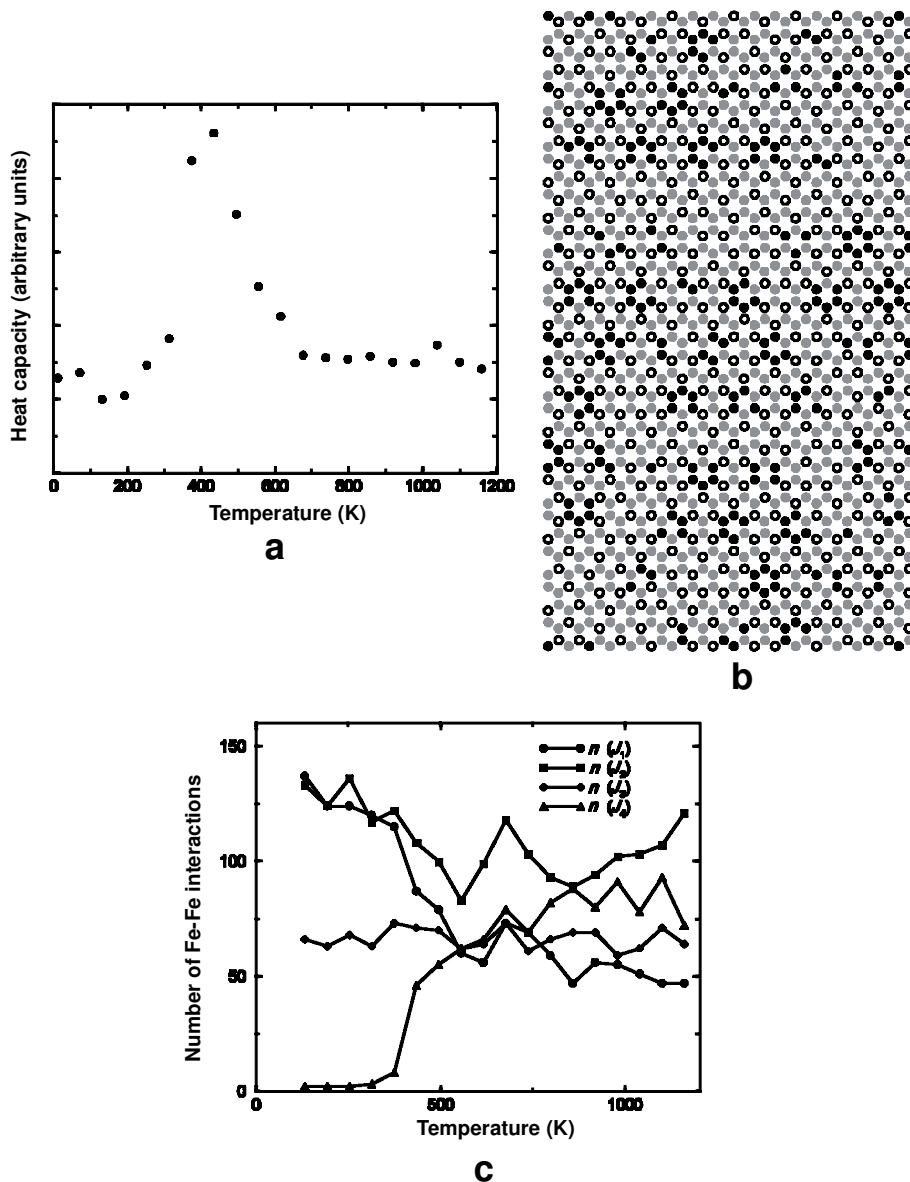 Heat capacity (arbitrary units)
0 200 400 600 800 1000 1200
Temperature (K)
a
b
150
100
50
0
Number of Fe-Fe interactions
n (J1)
n (J2)
n (J3)
n (J4)
0 500 1000
Temperature (K)
c